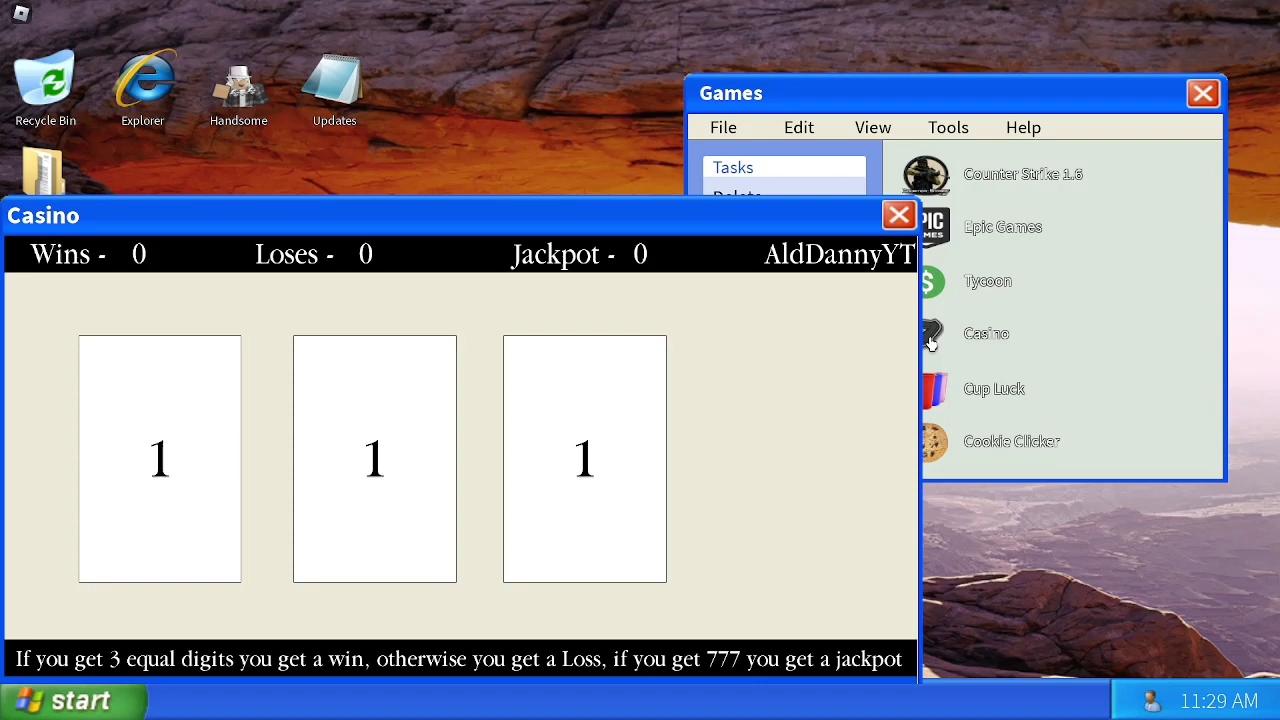 Recycle Bin
Explorer
Handsome
Updates
Games
File Edit View Tools Help
Tasks
Delete
Counter Strike 1.6
EPIC GAMES
Epic Games
$
Tycoon
Casino
Cup Luck
Cookie Clicker
Casino
Wins - 0 Loses - 0 Jackpot - 0 AldDannyYT
1 1 1
If you get 3 equal digits you get a win, otherwise you get a Loss, if you get 777 you get a jackpot
start
11:29 AM